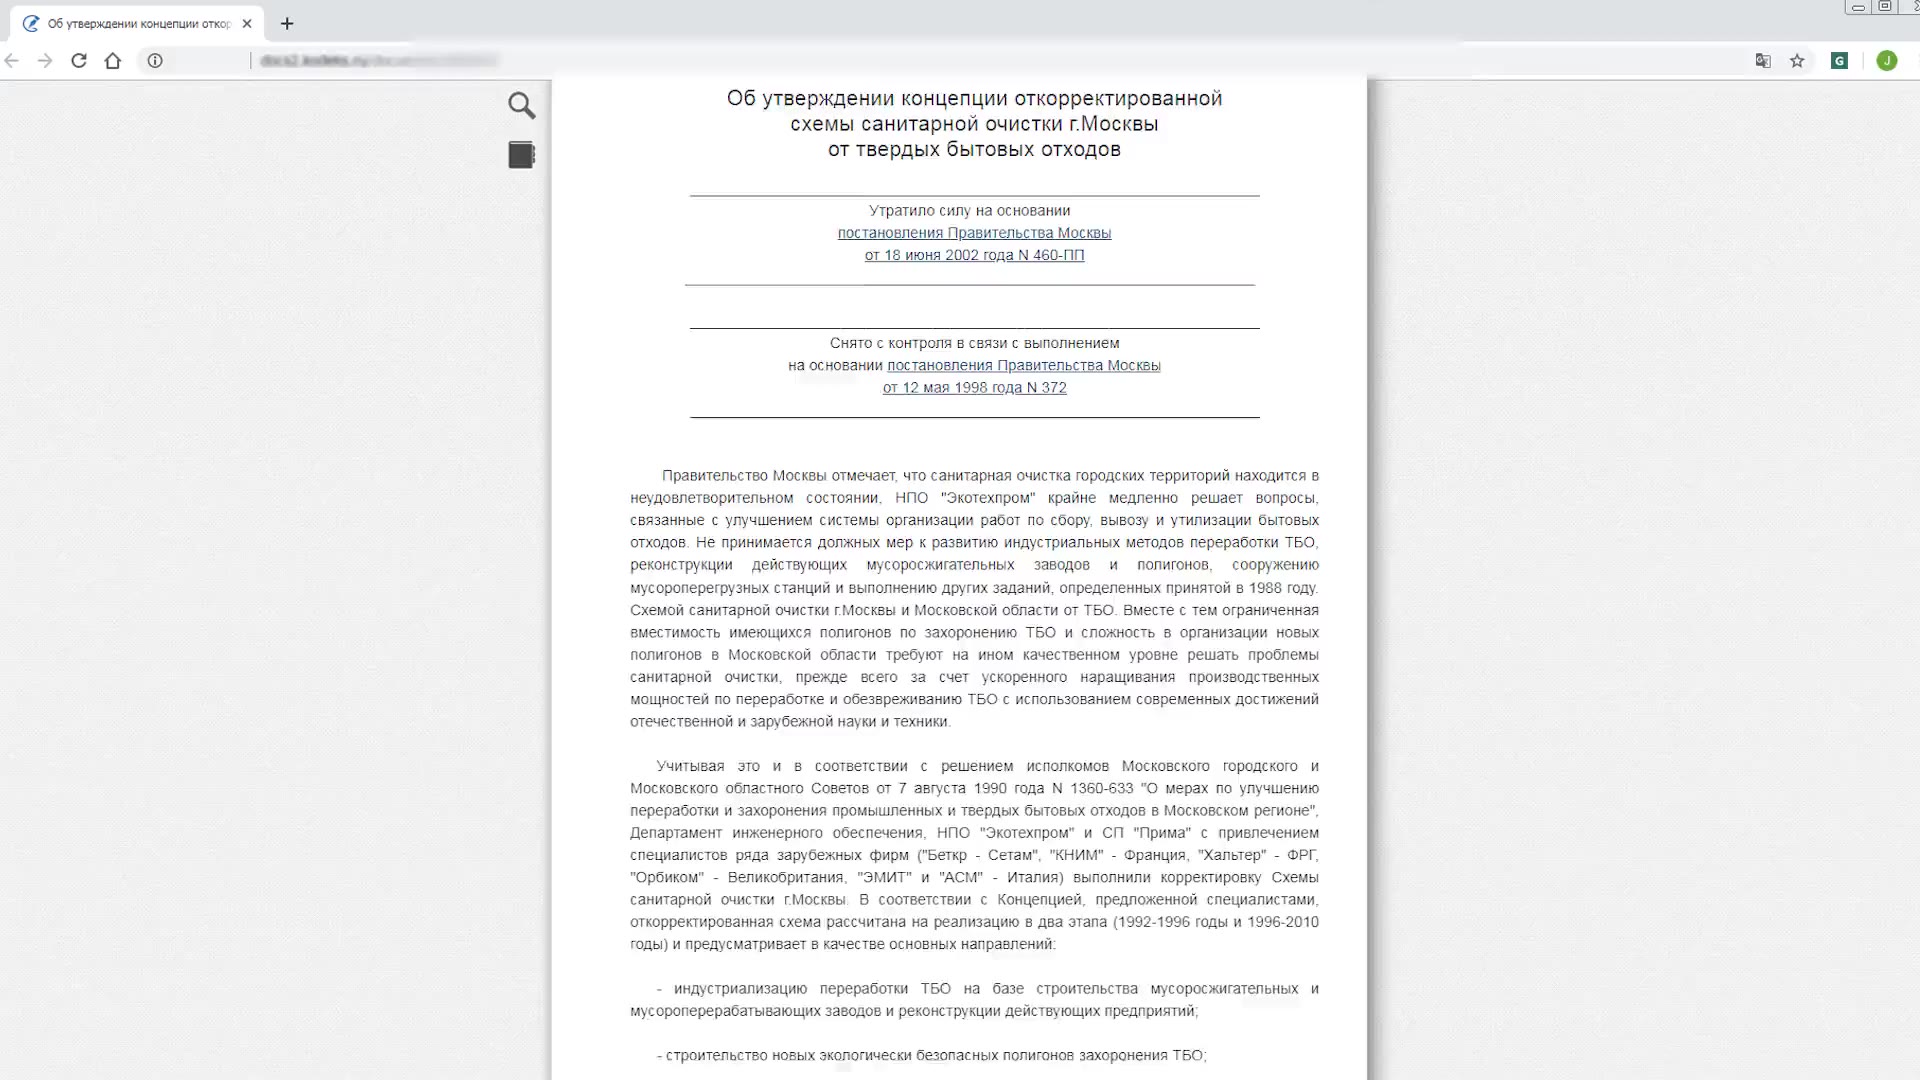 Об утверждении концепции откор
Об утверждении концепции откорректированной
схемы санитарной очистки г.Москвы
от твердых бытовых отходов
Утратило силу на основании
постановления Правительства Москвы
от 18 июня 2002 года N 460-ПП
Снято с контроля в связи с выполнением
на основании постановления Правительства Москвы
от 12 мая 1998 года N 372
Правительство Москвы отмечает, что санитарная очистка городских территорий находится в
неудовлетворительном состоянии, НПО "Экотехпром" крайне медленно решает вопросы,
связанные с улучшением системы организации работ по сбору, вывозу и утилизации бытовых
отходов. Не принимается должных мер к развитию индустриальных методов переработки ТБО,
реконструкции действующих мусоросжигательных заводов и полигонов, сооружению
мусороперегрузных станций и выполнению других заданий, определенных принятой в 1988 году.
Схемой санитарной очистки г.Москвы и Московской области от ТБО. Вместе с тем ограниченная
вместимость имеющихся полигонов по захоронению ТБО и сложность в организации новых
полигонов в Московской области требуют на ином качественном уровне решать проблемы
санитарной очистки, прежде всего за счет ускоренного наращивания производственных
мощностей по переработке и обезвреживанию ТБО с использованием современных достижений
отечественной и зарубежной науки и техники.
Учитывая это и в соответствии с решением исполкомов Московского городского и
Московского областного Советов от 7 августа 1990 года N 1360-633 "О мерах по улучшению
переработки и захоронения промышленных и твердых бытовых отходов в Московском регионе",
Департамент инженерного обеспечения, НПО "Экотехпром" и СП "Прима" с привлечением
специалистов ряда зарубежных фирм ("Беткр - Сетам", "КНИМ" - Франция, "Хальтер" - ФРГ,
"Орбиком" - Великобритания, "ЭМИТ" и "АСМ" - Италия) выполнили корректировку Схемы
санитарной очистки г.Москвы. В соответствии с Концепцией, предложенной специалистами,
откорректированная схема рассчитана на реализацию в два этапа (1992-1996 годы и 1996-2010
годы) и предусматривает в качестве основных направлений:
- индустриализацию переработки ТБО на базе строительства мусоросжигательных и
мусороперерабатывающих заводов и реконструкции действующих предприятий;
- строительство новых экологически безопасных полигонов захоронения ТБО;